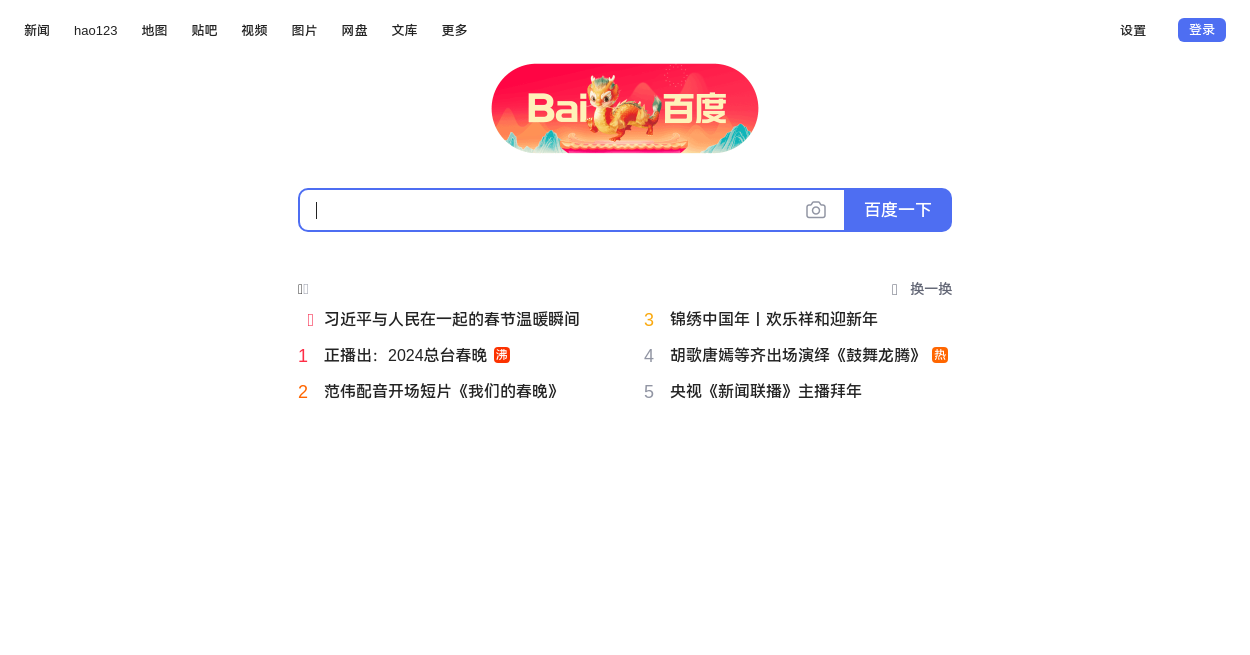 新闻 hao123 地图 贴吧 视频 图片 网盘 文库 更多 设置 登录
Bai 百度
百度一下
换一换
习近平与人民在一起的春节温暖瞬间
1 正播出：2024总台春晚 沸
2 范伟配音开场短片《我们的春晚》
3 锦绣中国年丨欢乐祥和迎新年
4 胡歌唐嫣等齐出场演绎《鼓舞龙腾》 热
5 央视《新闻联播》主播拜年